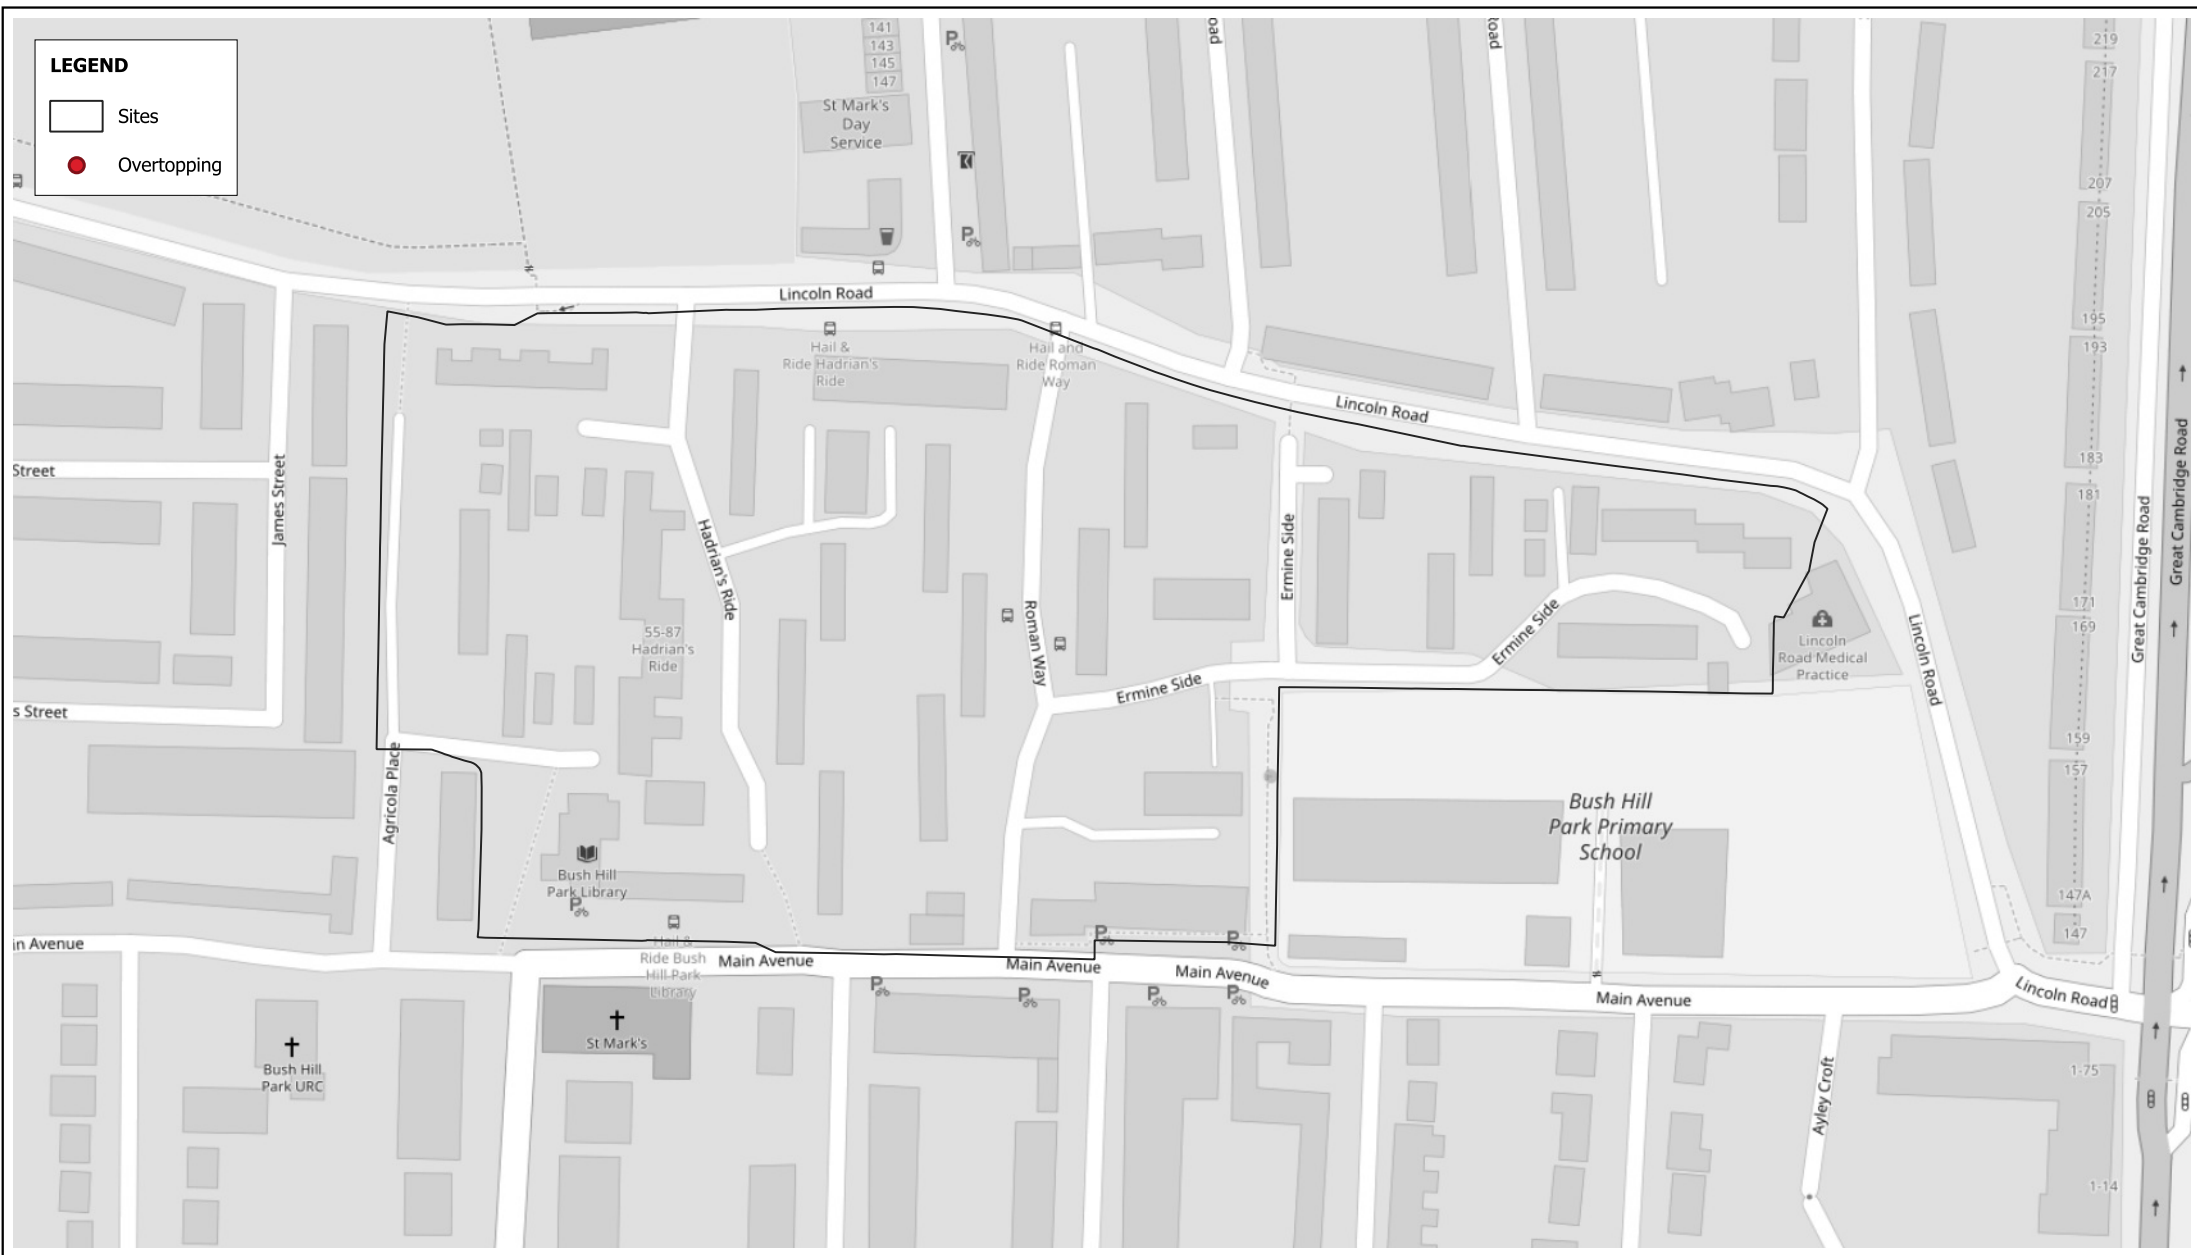 LEGEND
Sites
Overtopping
141
143
145
147
St Mark's
Day
Service
Road
Road
219
217
207
205
195
193
183
181
171
169
159
157
147A
147
Lincoln Road
Hail &
Ride Hadrian's
Ride
Hail and
Ride Roman
Way
Lincoln Road
Great Cambridge Road
Great Cambridge Road
Street
James Street
Hadrian's Ride
Ermine Side
55-87
Hadrian's
Ride
Roman Way
Ermine Side
Ermine Side
Lincoln
Road Medical
Practice
Lincoln Road
s Street
Agricola Place
Bush Hill
Park Primary
School
Bush Hill
Park Library
in Avenue
Hail &
Ride Bush
Hill Park
Library
Main Avenue
Main Avenue
Main Avenue
Main Avenue
Lincoln Road
St Mark's
Bush Hill
Park URC
Ayley Croft
1-75
1-14